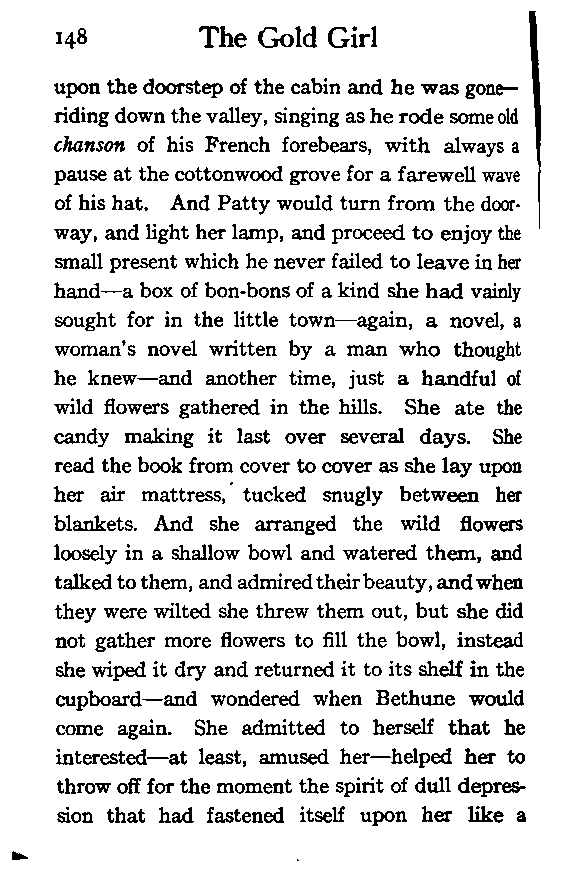 148 The Gold Girl
upon the doorstep of the cabin and he was gone—
riding down the valley, singing as he rode some old
chanson of his French forebears, with always a
pause at the cottonwood grove for a farewell wave
of his hat. And Patty would turn from the door-
way, and light her lamp, and proceed to enjoy the
small present which he never failed to leave in her
hand—a box of bon-bons of a kind she had vainly
sought for in the little town—again, a novel, a
woman's novel written by a man who thought
he knew—and another time, just a handful of
wild flowers gathered in the hills. She ate the
candy making it last over several days. She
read the book from cover to cover as she lay upon
her air mattress, tucked snugly between her
blankets. And she arranged the wild flowers
loosely in a shallow bowl and watered them, and
talked to them, and admired their beauty, and when
they were wilted she threw them out, but she did
not gather more flowers to fill the bowl, instead
she wiped it dry and returned it to its shelf in the
cupboard—and wondered when Bethune would
come again. She admitted to herself that he
interested—at least, amused her—helped her to
throw off for the moment the spirit of dull depres-
sion that had fastened itself upon her like a